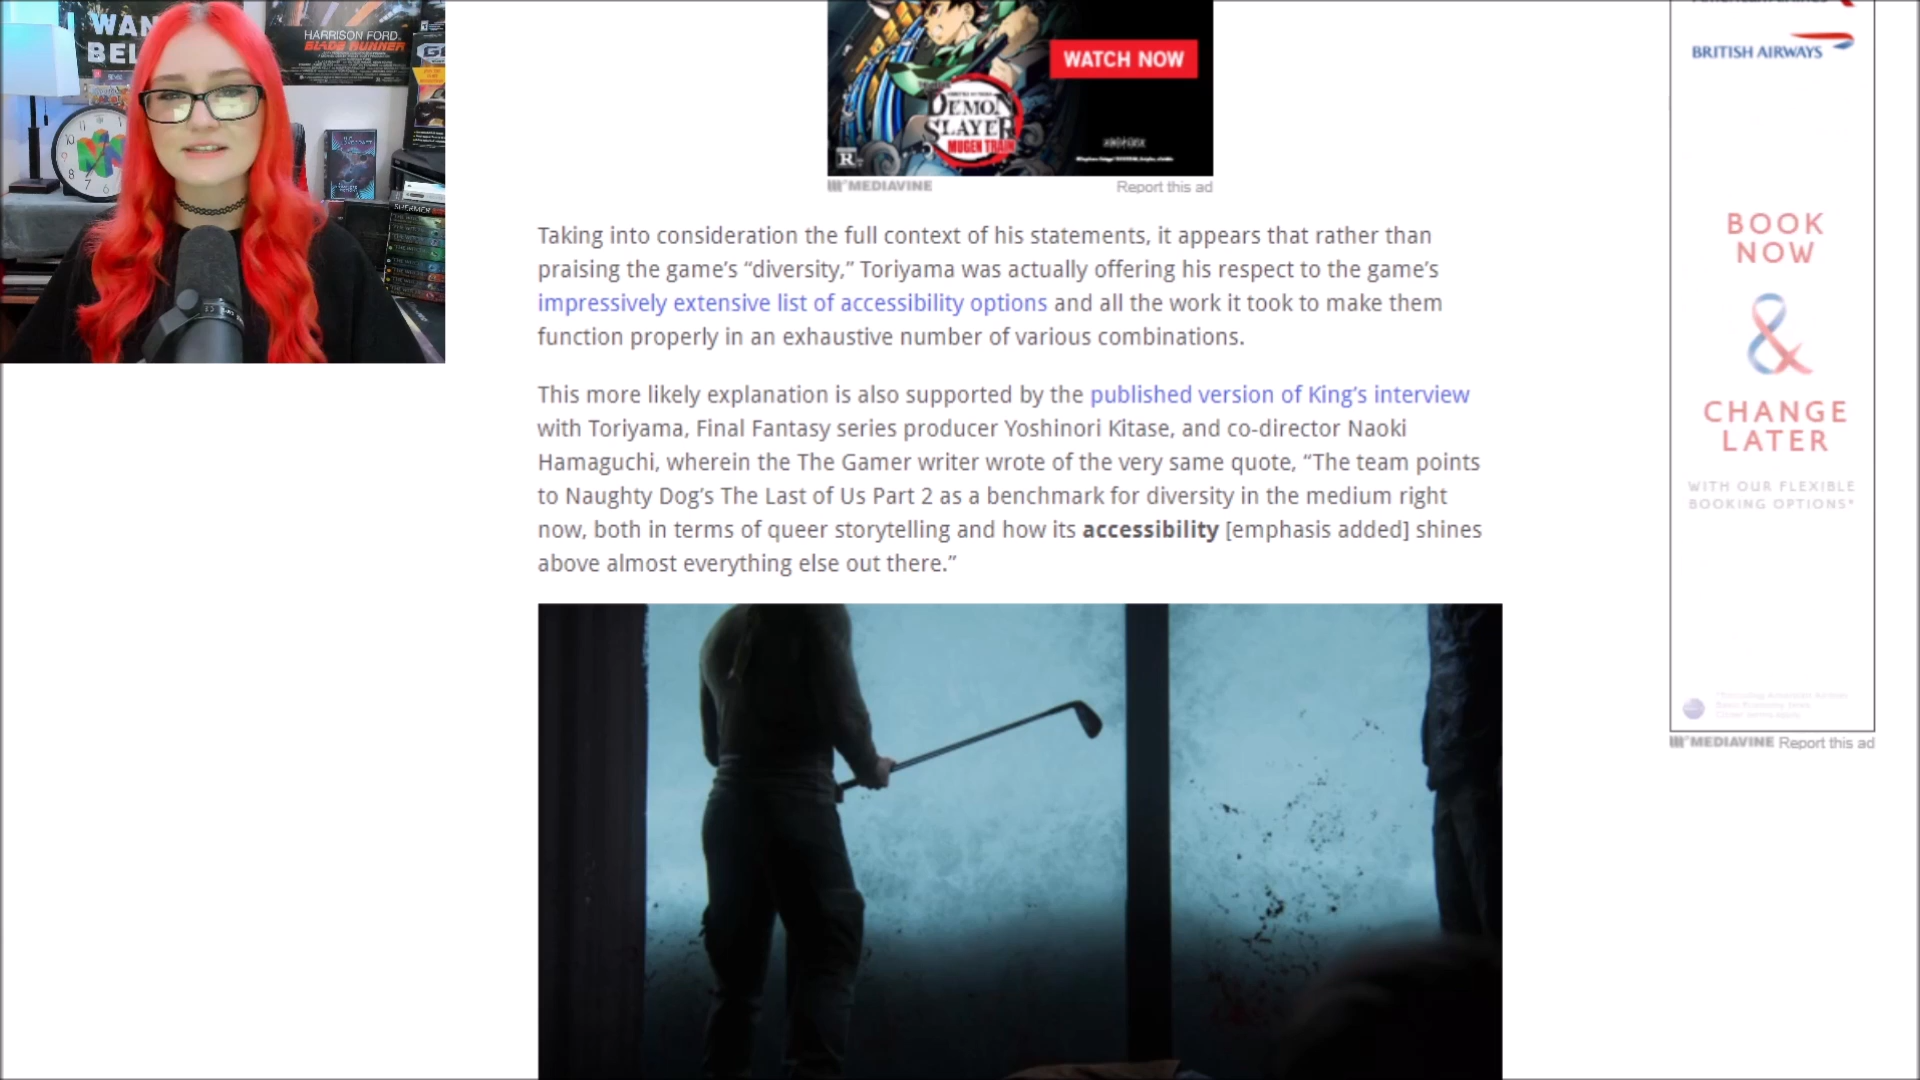 WAN
BEL
HARRISON FORD.
BLADE RUNNER
WATCH NOW
DEMON
SLAYER
MUGEN TRAIN
R
MEDIAVINE
Report this ad
BRITISH AIRWAYS
Taking into consideration the full context of his statements, it appears that rather than
praising the game’s “diversity,” Toriyama was actually offering his respect to the game’s
impressively extensive list of accessibility options and all the work it took to make them
function properly in an exhaustive number of various combinations.
This more likely explanation is also supported by the published version of King’s interview
with Toriyama, Final Fantasy series producer Yoshinori Kitase, and co-director Naoki
Hamaguchi, wherein the The Gamer writer wrote of the very same quote, “The team points
to Naughty Dog’s The Last of Us Part 2 as a benchmark for diversity in the medium right
now, both in terms of queer storytelling and how its accessibility [emphasis added] shines
above almost everything else out there.”
BOOK
NOW
&
CHANGE
LATER
WITH OUR FLEXIBLE
BOOKING OPTIONS*
MEDIAVINE Report this ad